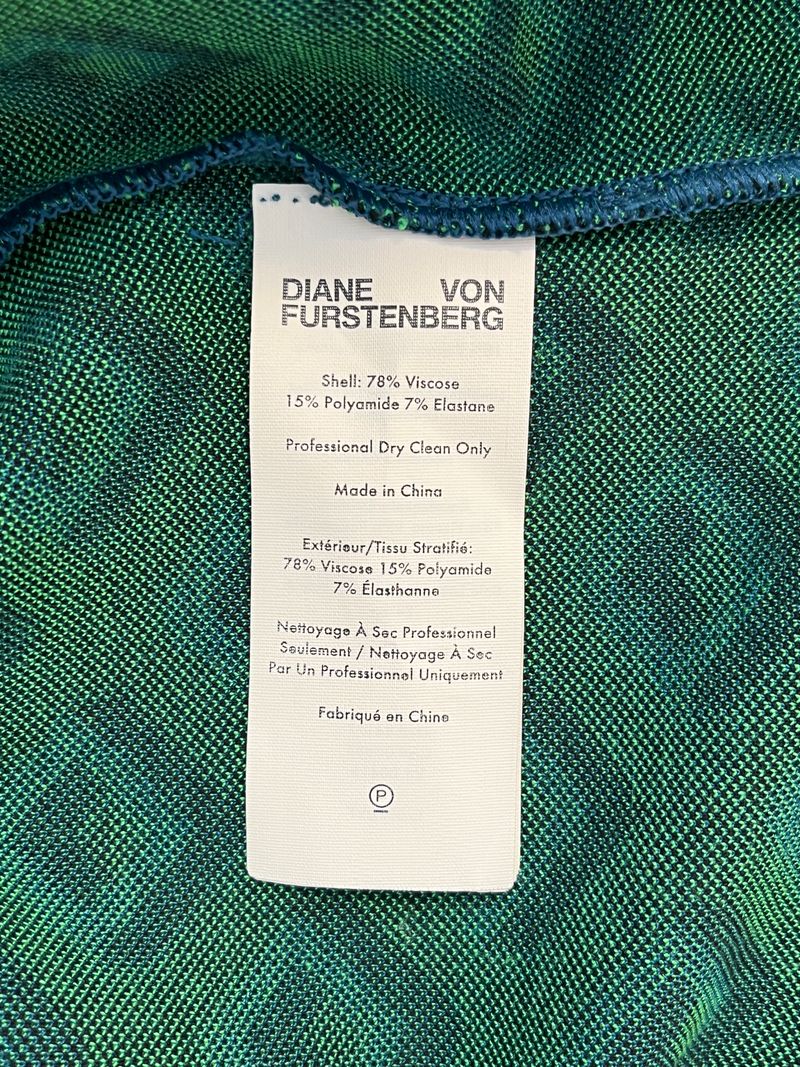 DIANE VON
FURSTENBERG
Shell: 78% Viscose
15% Polyamide 7% Elastane
Professional Dry Clean Only
Made in China
Extérieur/Tissu Stratifié:
78% Viscose 15% Polyamide
7% Élasthanne
Nettoyage À Sec Professionnel
Seulement / Nettoyage À Sec
Par Un Professionnel Uniquement
Fabriqué en Chine
P